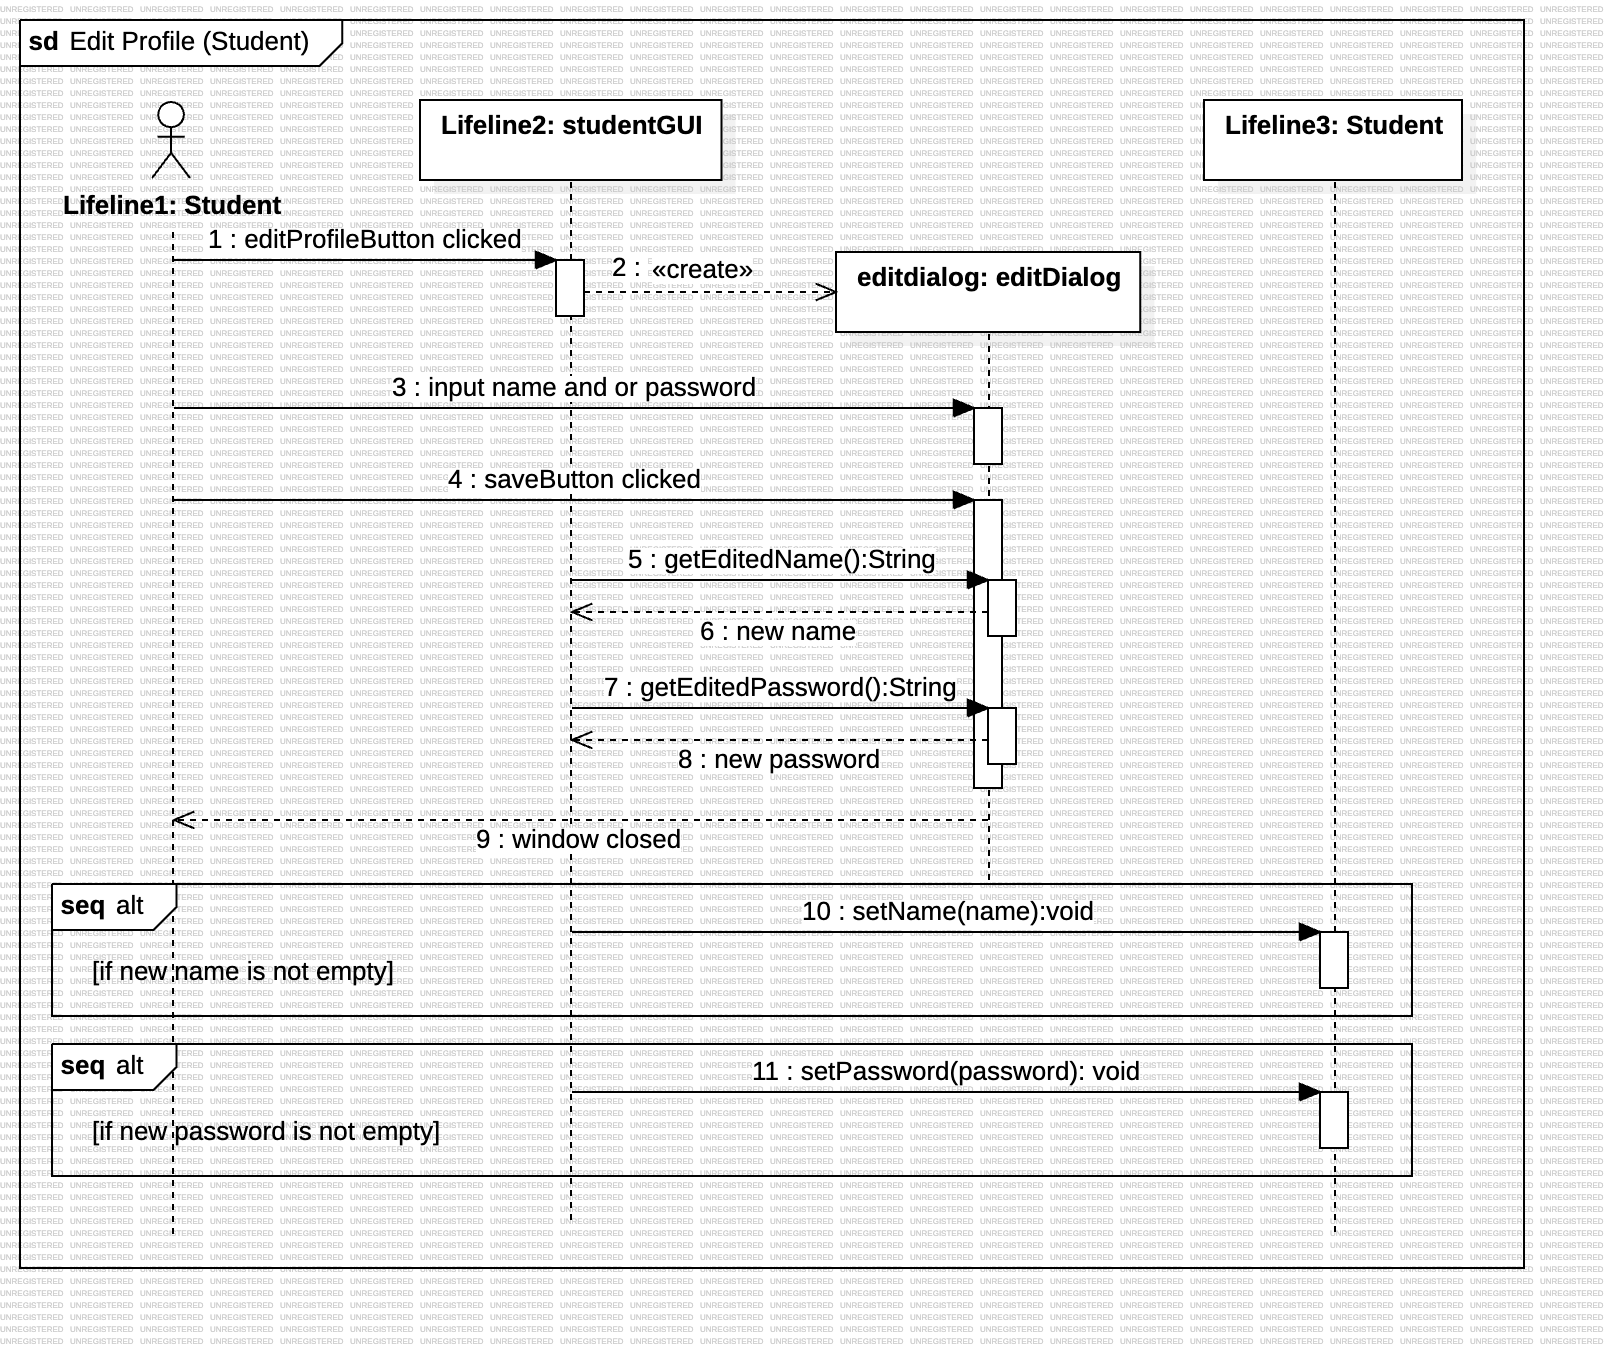 sd Edit Profile (Student)
Lifeline2: studentGUI
Lifeline3: Student
Lifeline1: Student
1 : editProfileButton clicked
2 : «create»
editdialog: editDialog
3 : input name and or password
4 : saveButton clicked
5 : getEditedName():String
6 : new name
7 : getEditedPassword():String
8 : new password
9 : window closed
seq alt
10 : setName(name):void
[if new name is not empty]
seq alt
11 : setPassword(password): void
[if new password is not empty]
UNREGISTERED